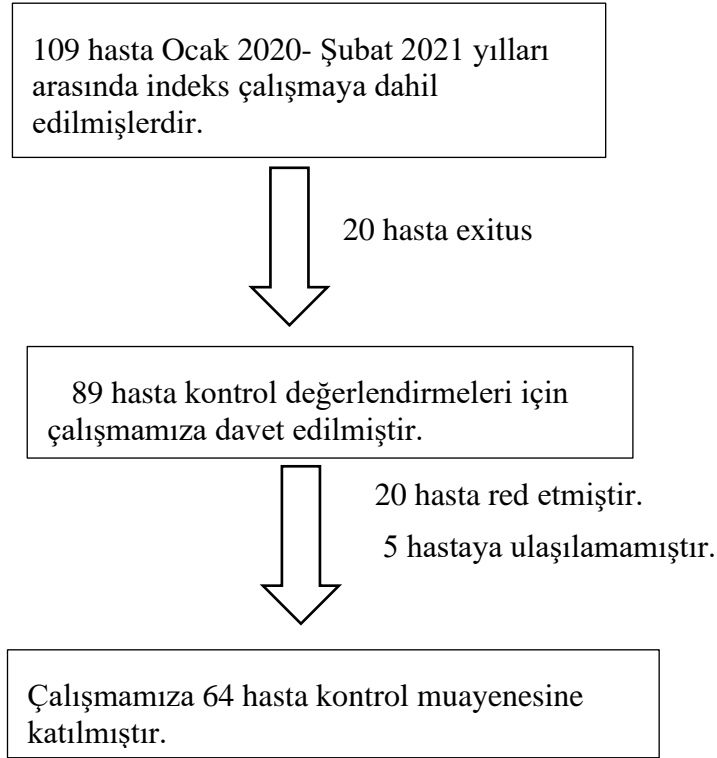 109 hasta Ocak 2020- Şubat 2021 yılları
arasında indeks çalışmaya dahil
edilmişlerdir.
20 hasta exitus
89 hasta kontrol değerlendirmeleri için
çalışmamıza davet edilmiştir.
20 hasta red etmiştir.
5 hastaya ulaşılamamıştır.
Çalışmamıza 64 hasta kontrol muayenesine
katılmıştır.